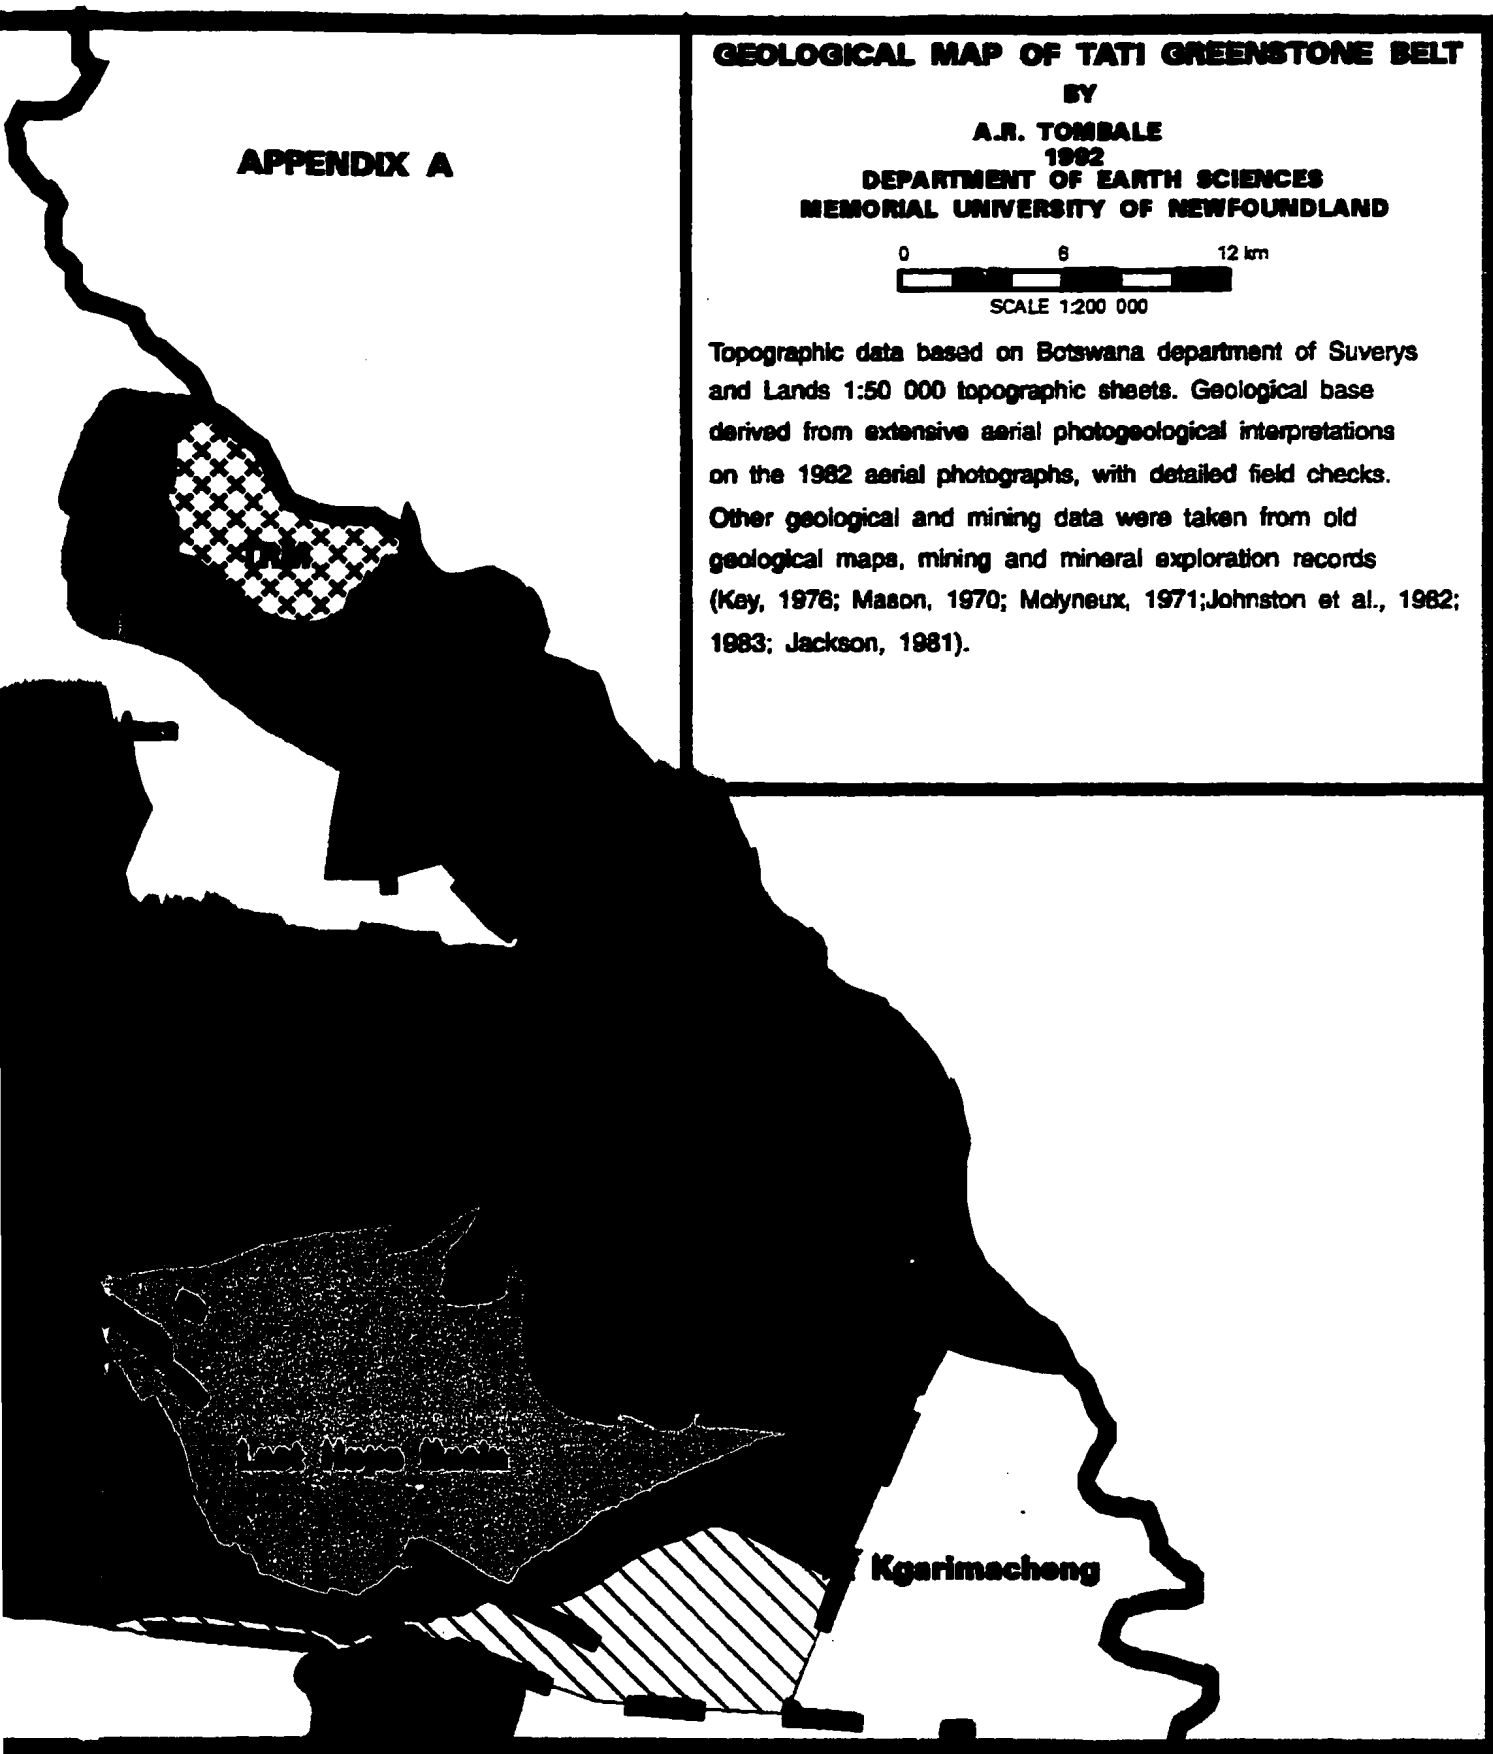 APPENDIX A
GEOLOGICAL MAP OF TATI GREENSTONE BELT
BY
A.R. TOMBALE
1992
DEPARTMENT OF EARTH SCIENCES
MEMORIAL UNIVERSITY OF NEWFOUNDLAND
0 6 12 km
SCALE 1:200 000
Topographic data based on Botswana department of Suverys
and Lands 1:50 000 topographic sheets. Geological base
derived from extensive aerial photogeological interpretations
on the 1982 aerial photographs, with detailed field checks.
Other geological and mining data were taken from old
geological maps, mining and mineral exploration records
(Key, 1976; Mason, 1970; Molyneux, 1971;Johnston et al., 1982;
1983; Jackson, 1981).
Kgarimacheng